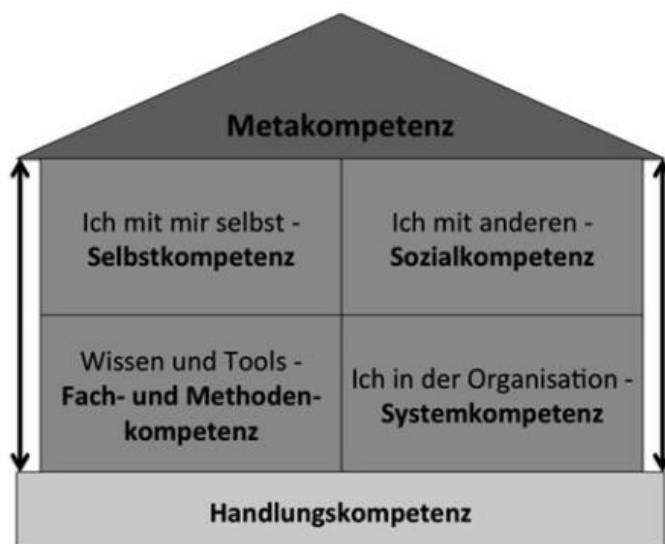 Metakompetenz
Ich mit mir selbst -
Selbstkompetenz
Ich mit anderen -
Sozialkompetenz
Wissen und Tools -
Fach- und Methoden-
kompetenz
Ich in der Organisation -
Systemkompetenz
Handlungskompetenz